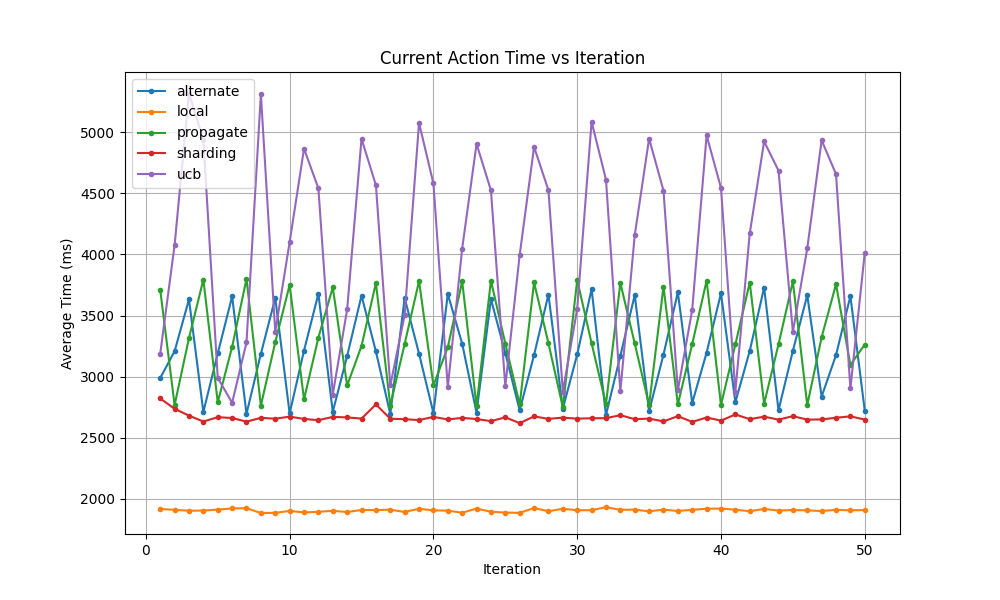 Current Action Time vs Iteration
alternate
local
propagate
sharding
ucb
Average Time (ms)
5000
4500
4000
3500
3000
2500
2000
0 10 20 30 40 50
Iteration